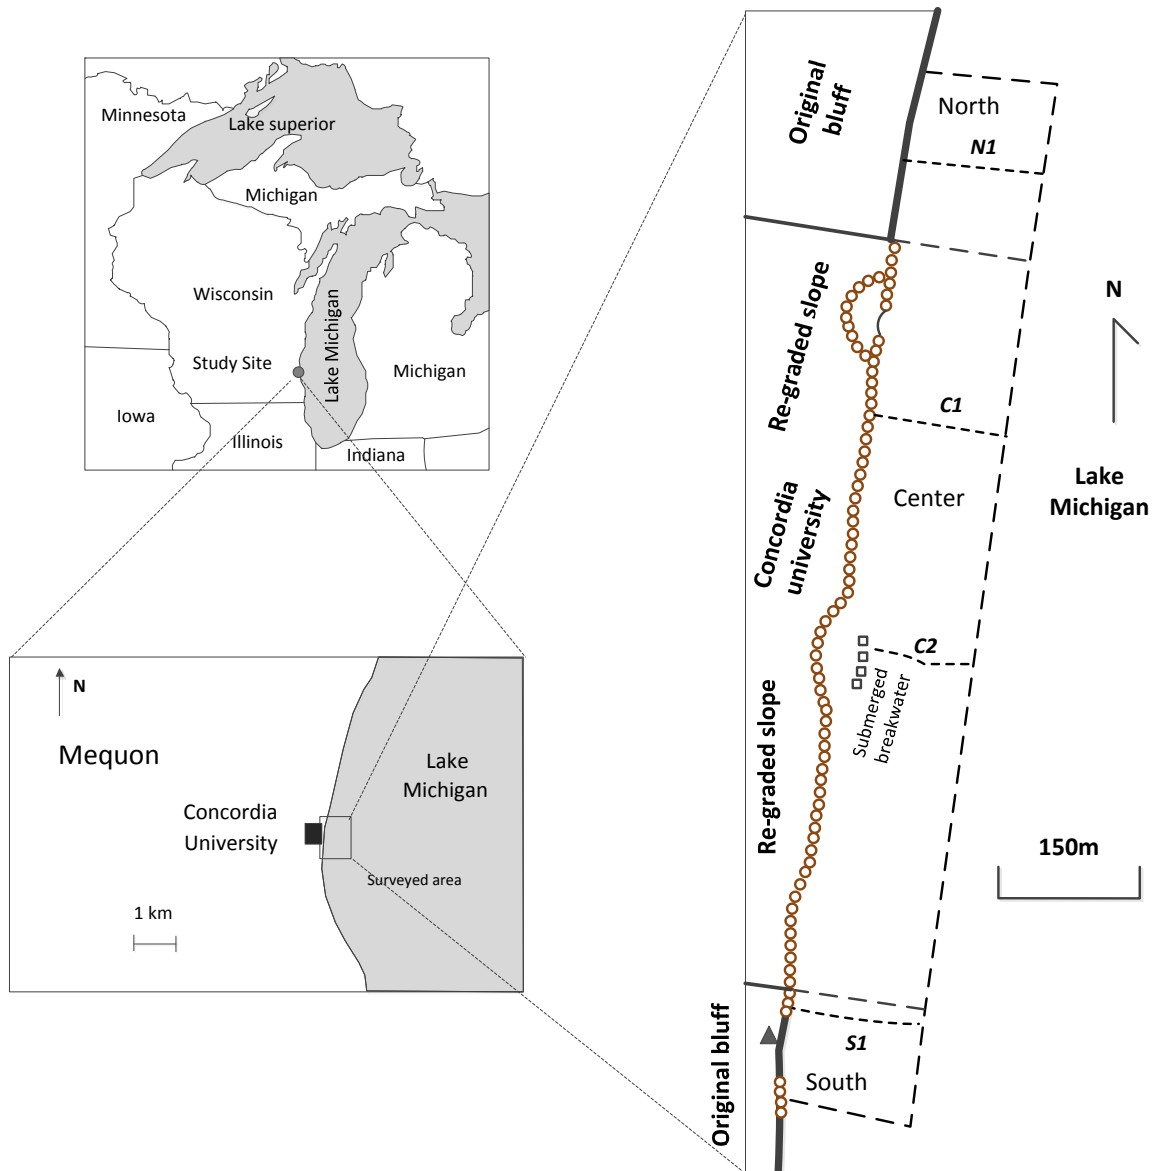 Minnesota
Lake superior
Michigan
Wisconsin
Study Site
Lake Michigan
Michigan
Iowa
Illinois
Indiana
N
Mequon
Lake
Michigan
Concordia
University
Surveyed area
1 km
Original
bluff
North
N1
Re-graded slope
N
C1
Lake
Michigan
Center
Concordia
university
C2
Submerged
breakwater
Re-graded slope
150m
Original bluff
S1
South